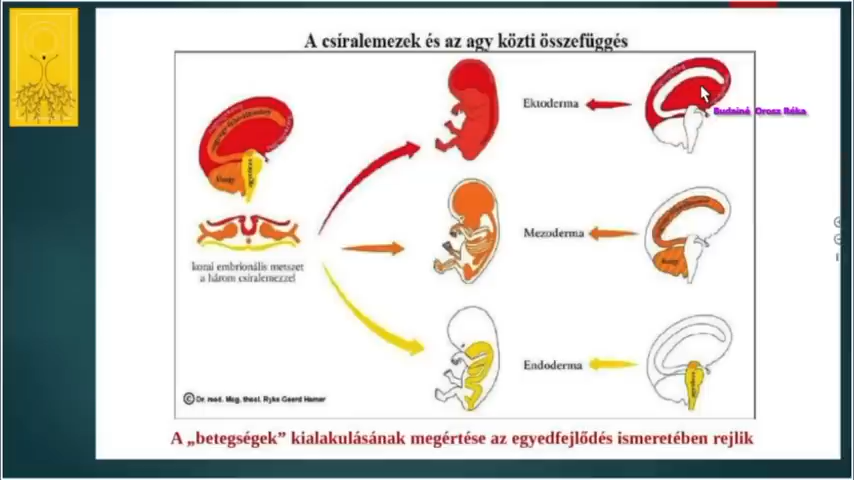 A csíralemezek és az agy közti összefüggés
Ektoderma
Budainé Orosz Réka
Mezoderma
korai embrionális metszet
a három csíralemezzel
Endoderma
© Dr. med. Mag. theol. Ryke Geerd Hamer
A „betegségek” kialakulásának megértése az egyedfejlődés ismeretében rejlik